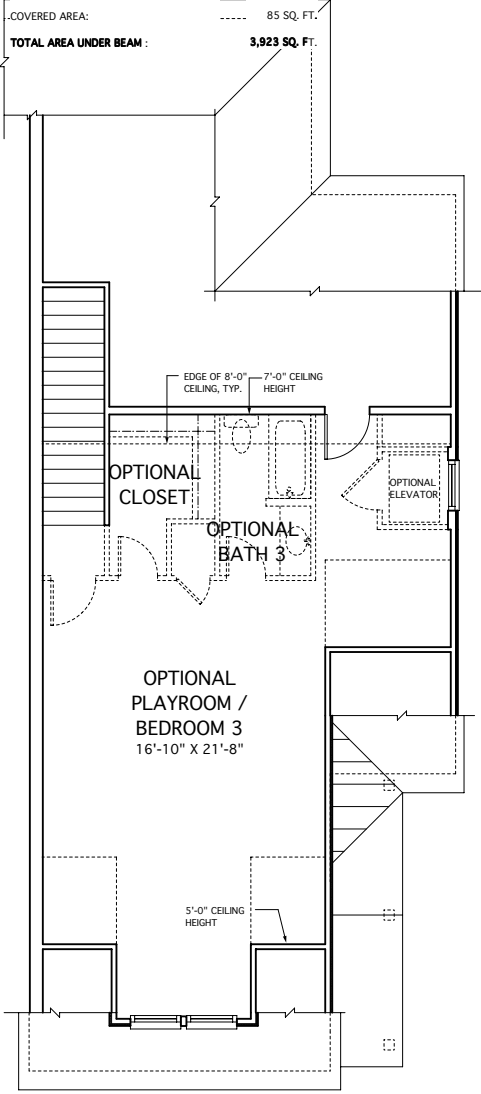 COVERED AREA: ---- 85 SQ. FT.
TOTAL AREA UNDER BEAM : 3,923 SQ. FT.
EDGE OF 8'-0"
CEILING, TYP.
7'-0" CEILING
HEIGHT
OPTIONAL
CLOSET
OPTIONAL
BATH 3
OPTIONAL
ELEVATOR
OPTIONAL
PLAYROOM /
BEDROOM 3
16'-10" X 21'-8"
5'-0" CEILING
HEIGHT